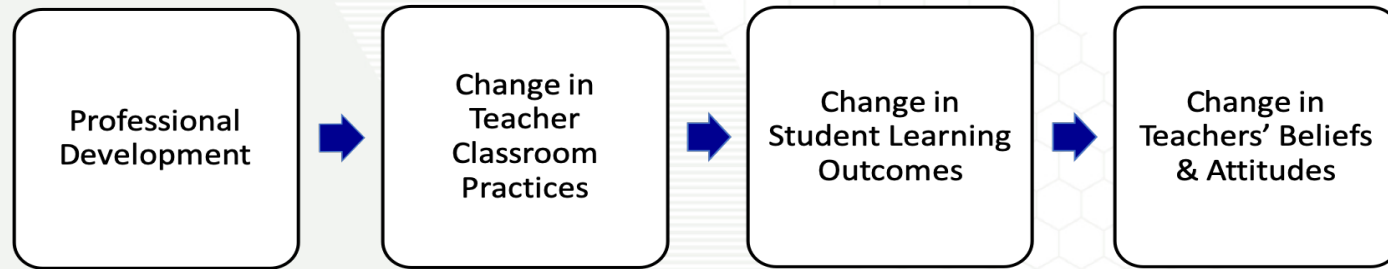 Professional
Development
Change in
Teacher
Classroom
Practices
Change in
Student Learning
Outcomes
Change in
Teachers’ Beliefs
& Attitudes